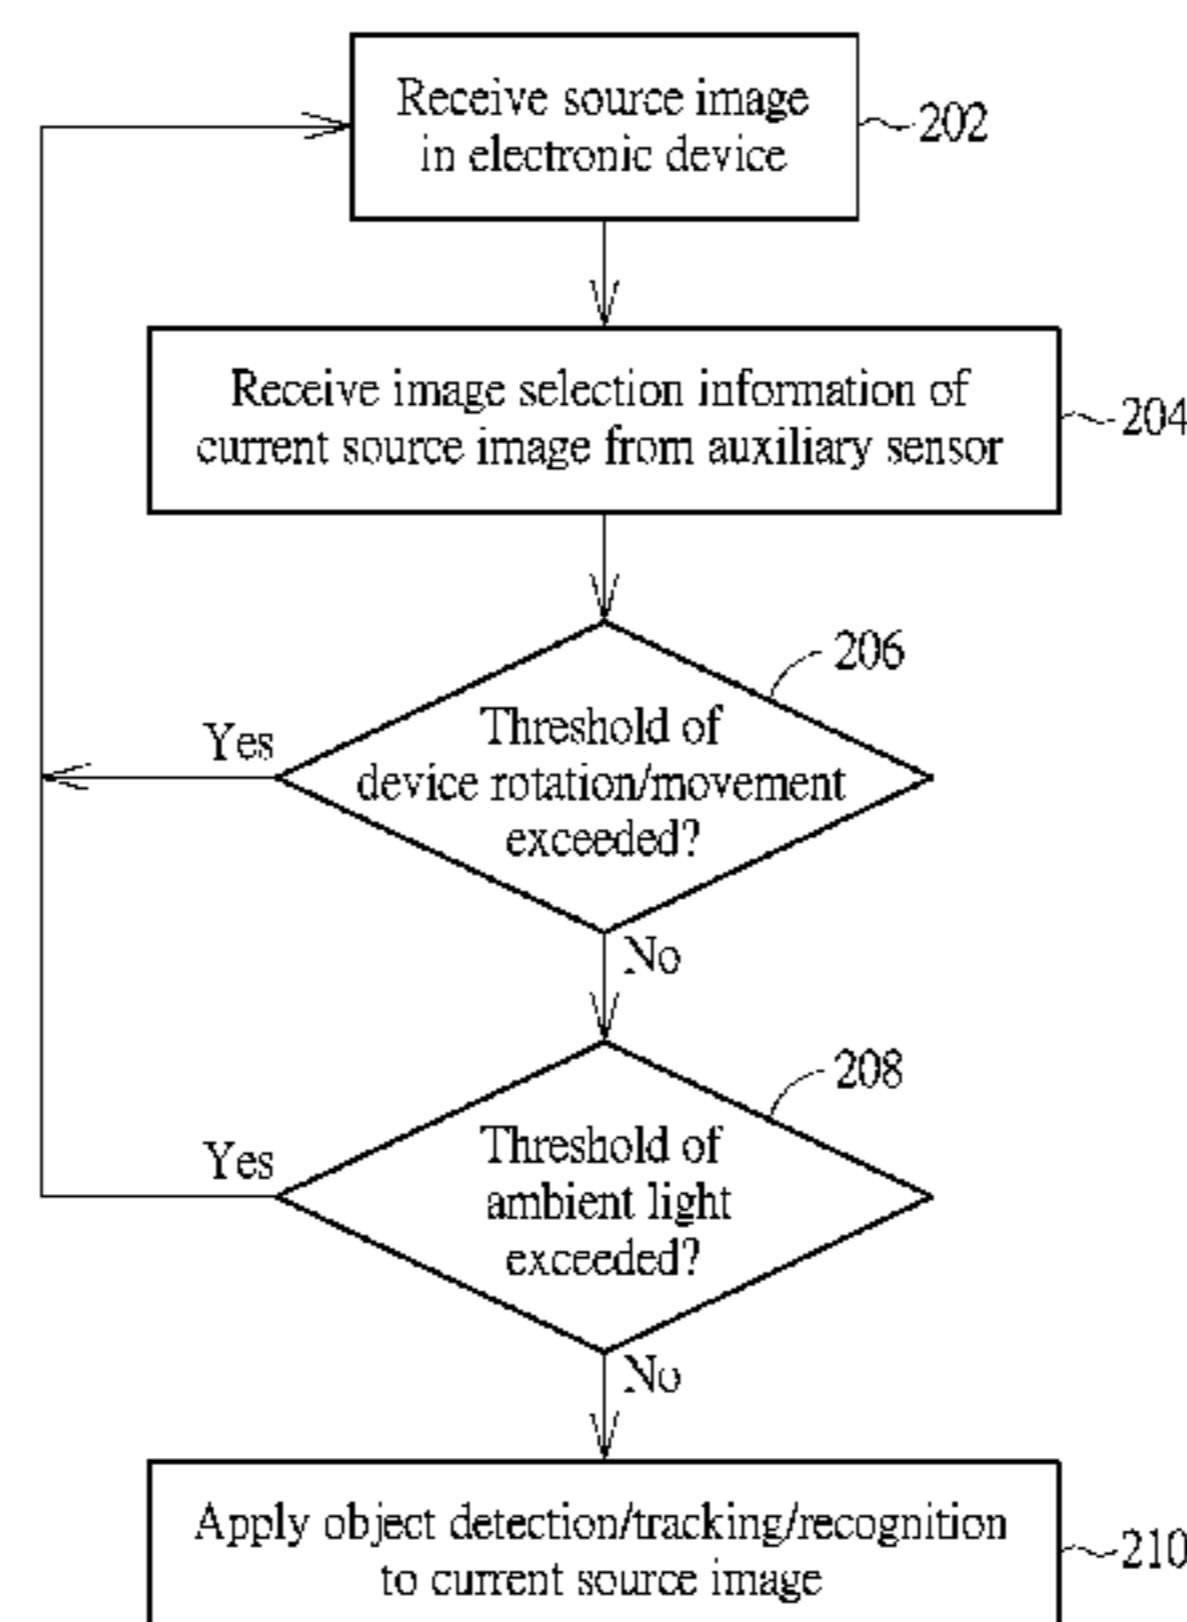 Receive source image
in electronic device
202
Receive image selection information of
current source image from auxiliary sensor
204
206
Threshold of
device rotation/movement
exceeded?
Yes
No
208
Threshold of
ambient light
exceeded?
Yes
No
Apply object detection/tracking/recognition
to current source image
210